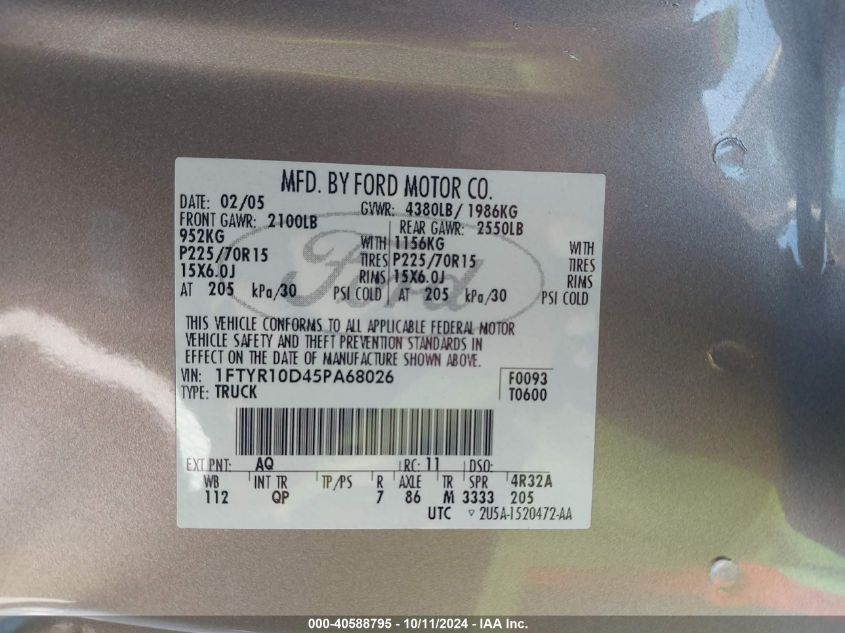 MFD. BY FORD MOTOR CO.
DATE: 02/05 GVWR: 4380LB/ 1986KG
FRONT GAWR: 2100LB REAR GAWR: 2550LB
952KG WITH 1156KG WITH
P225/70R15 TIRES P225/70R15 TIRES
15X6.0J RIMS 15X6.0J RIMS
AT 205 kPa/30 PSI COLD AT 205 kPa/30 PSI COLD
Ford
THIS VEHICLE CONFORMS TO ALL APPLICABLE FEDERAL MOTOR
VEHICLE SAFETY AND THEFT PREVENTION STANDARDS IN
EFFECT ON THE DATE OF MANUFACTURE SHOWN ABOVE.
VIN: 1FTYR10D45PA68026 F0093
TYPE: TRUCK T0600
EXT PNT: AQ RC: 11 DSO:
WB INT TR TP/PS R AXLE TR SPR 4R32A
112 QP 7 86 M 3333 205
UTC ▽ 2U5A-1520472-AA
000-40588795 - 10/11/2024 - IAA Inc.